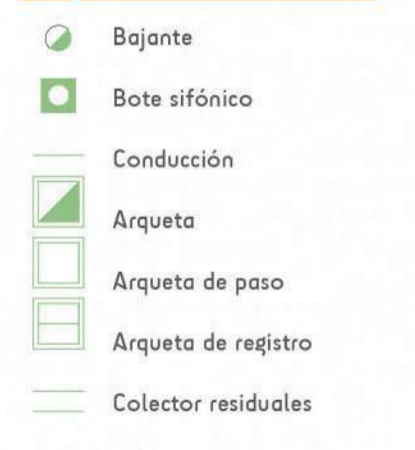 Bajante
Bote sifónico
Conducción
Arqueta
Arqueta de paso
Arqueta de registro
Colector residuales